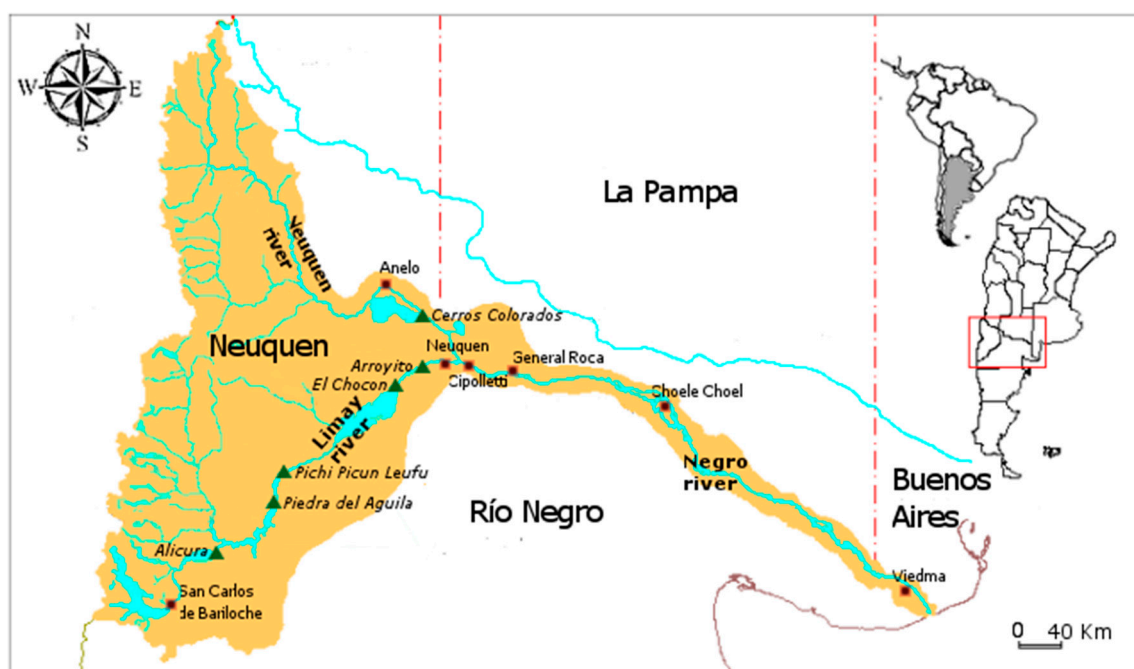 N
W
E
S
La Pampa
Neuquen
river
Anelo
Cerros Colorados
Neuquen
Neuquen
Arroyito
General Roca
El Chocon
Cipolletti
Choele Choel
Limay
river
Negro
river
Pichi Picun Leufu
Piedra del Aguila
Río Negro
Buenos
Aires
Alicura
San Carlos
de Bariloche
Viedma
0 40 Km